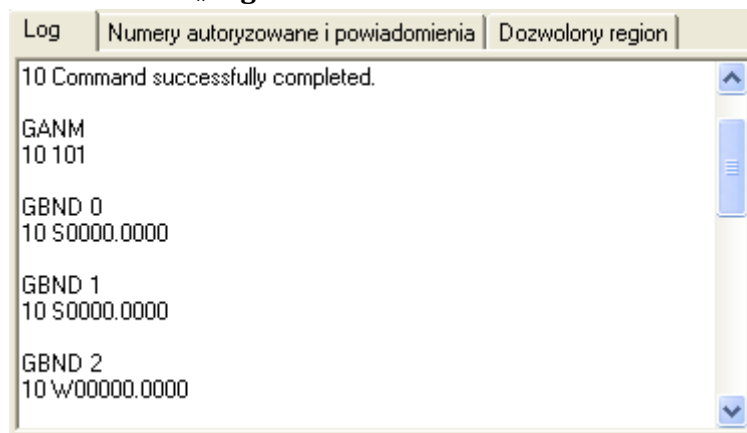 Log Numery autoryzowane i powiadomienia Dozwolony region
10 Command successfully completed.
GANM
10 101
GBND 0
10 S0000.0000
GBND 1
10 S0000.0000
GBND 2
10 W00000.0000